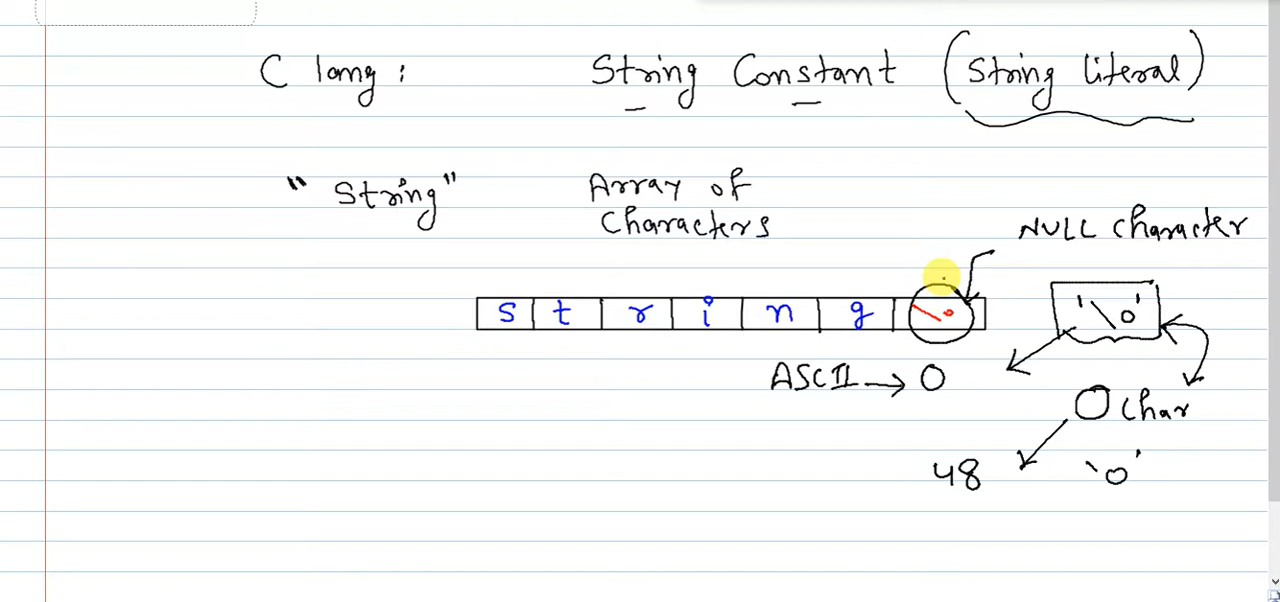 C lang : String Constant (String literal)
"String" Array of
Characters
NULL Character
s t r i n g \0
'\0'
ASCII → 0
0 Char
48 '0'